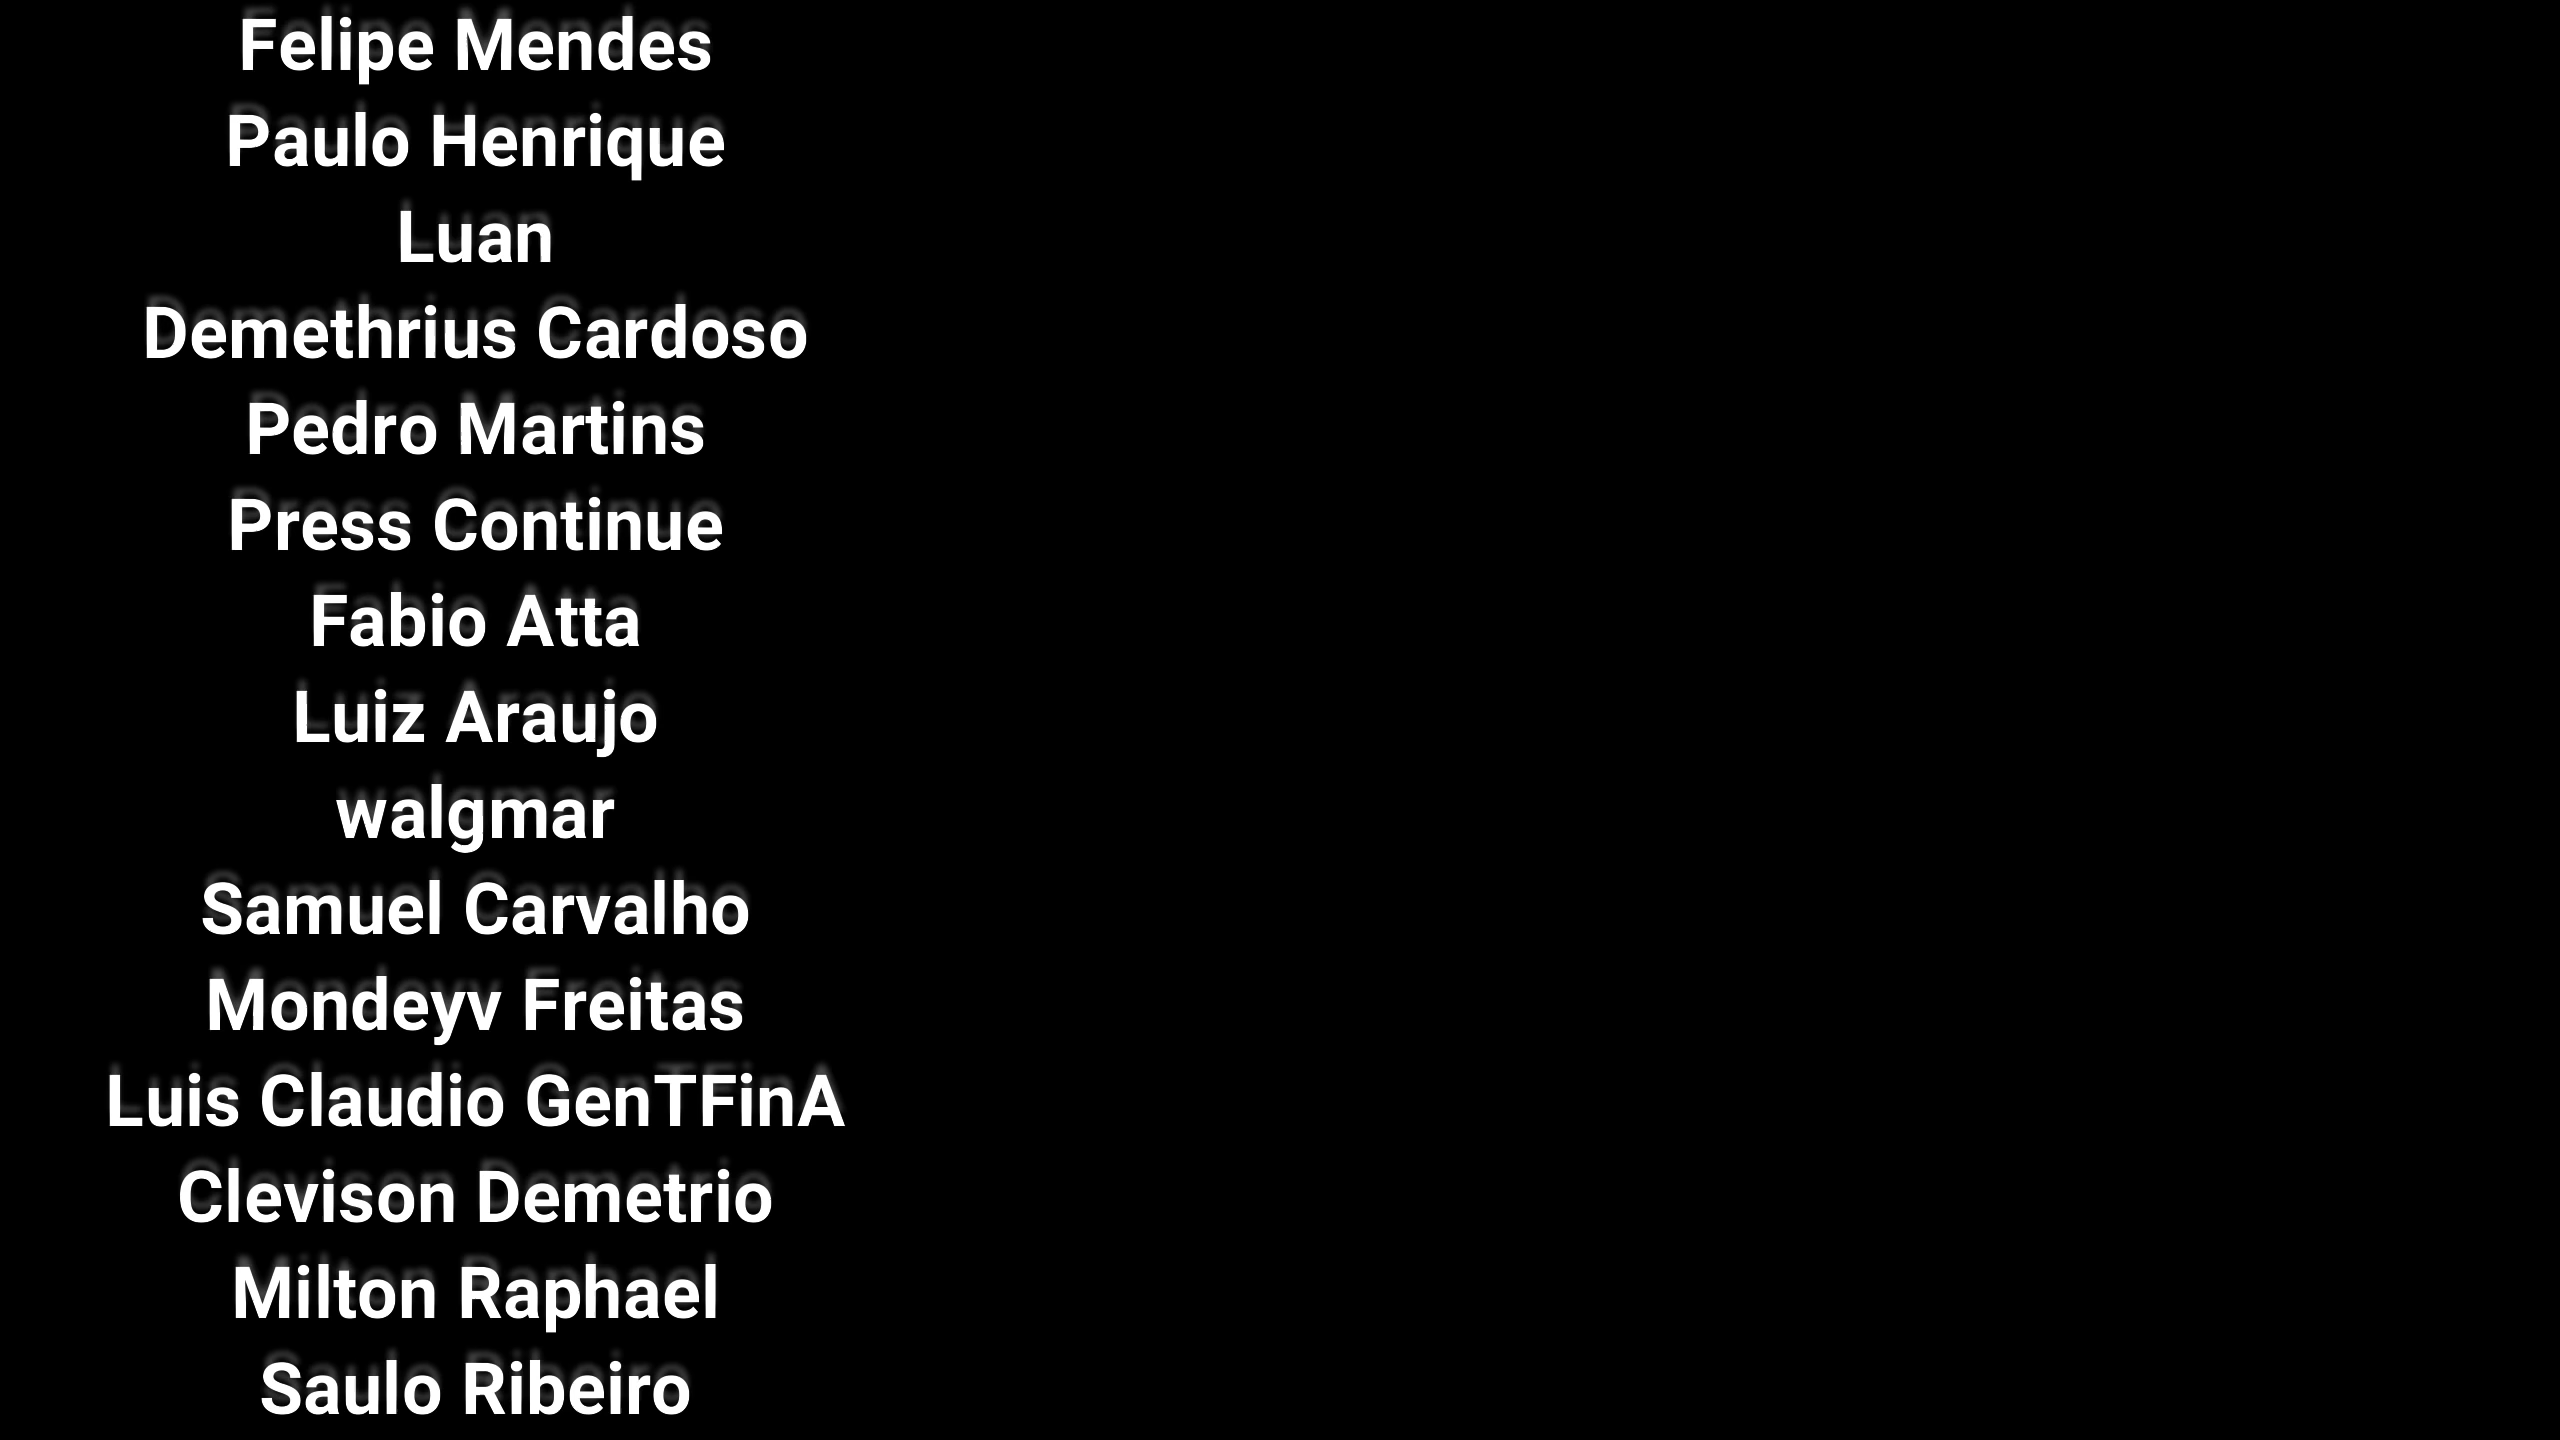 Felipe Mendes
Paulo Henrique
Luan
Demethrius Cardoso
Pedro Martins
Press Continue
Fabio Atta
Luiz Araujo
walgmar
Samuel Carvalho
Mondeyv Freitas
Luis Claudio GenTFinA
Clevison Demetrio
Milton Raphael
Saulo Ribeiro